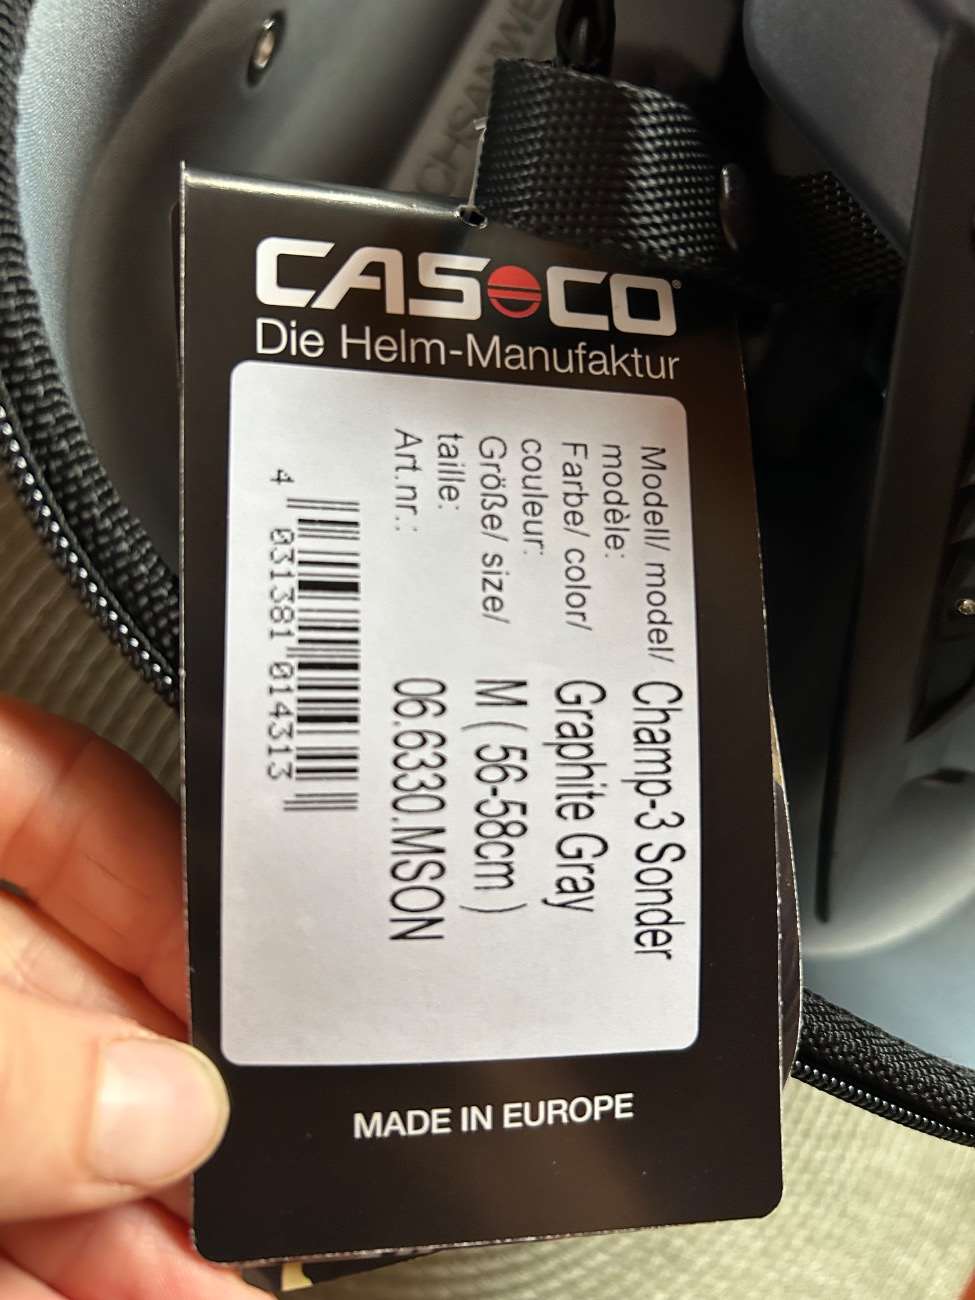 CASCO®
Die Helm-Manufaktur
Modell/ model/ Champ-3 Sonder
modèle:
Farbe/ color/ Graphite Gray
couleur:
Größe/ size/ M ( 56-58cm )
taille:
Art.nr.: 06.6330.MSON
4 031381 014313
MADE IN EUROPE